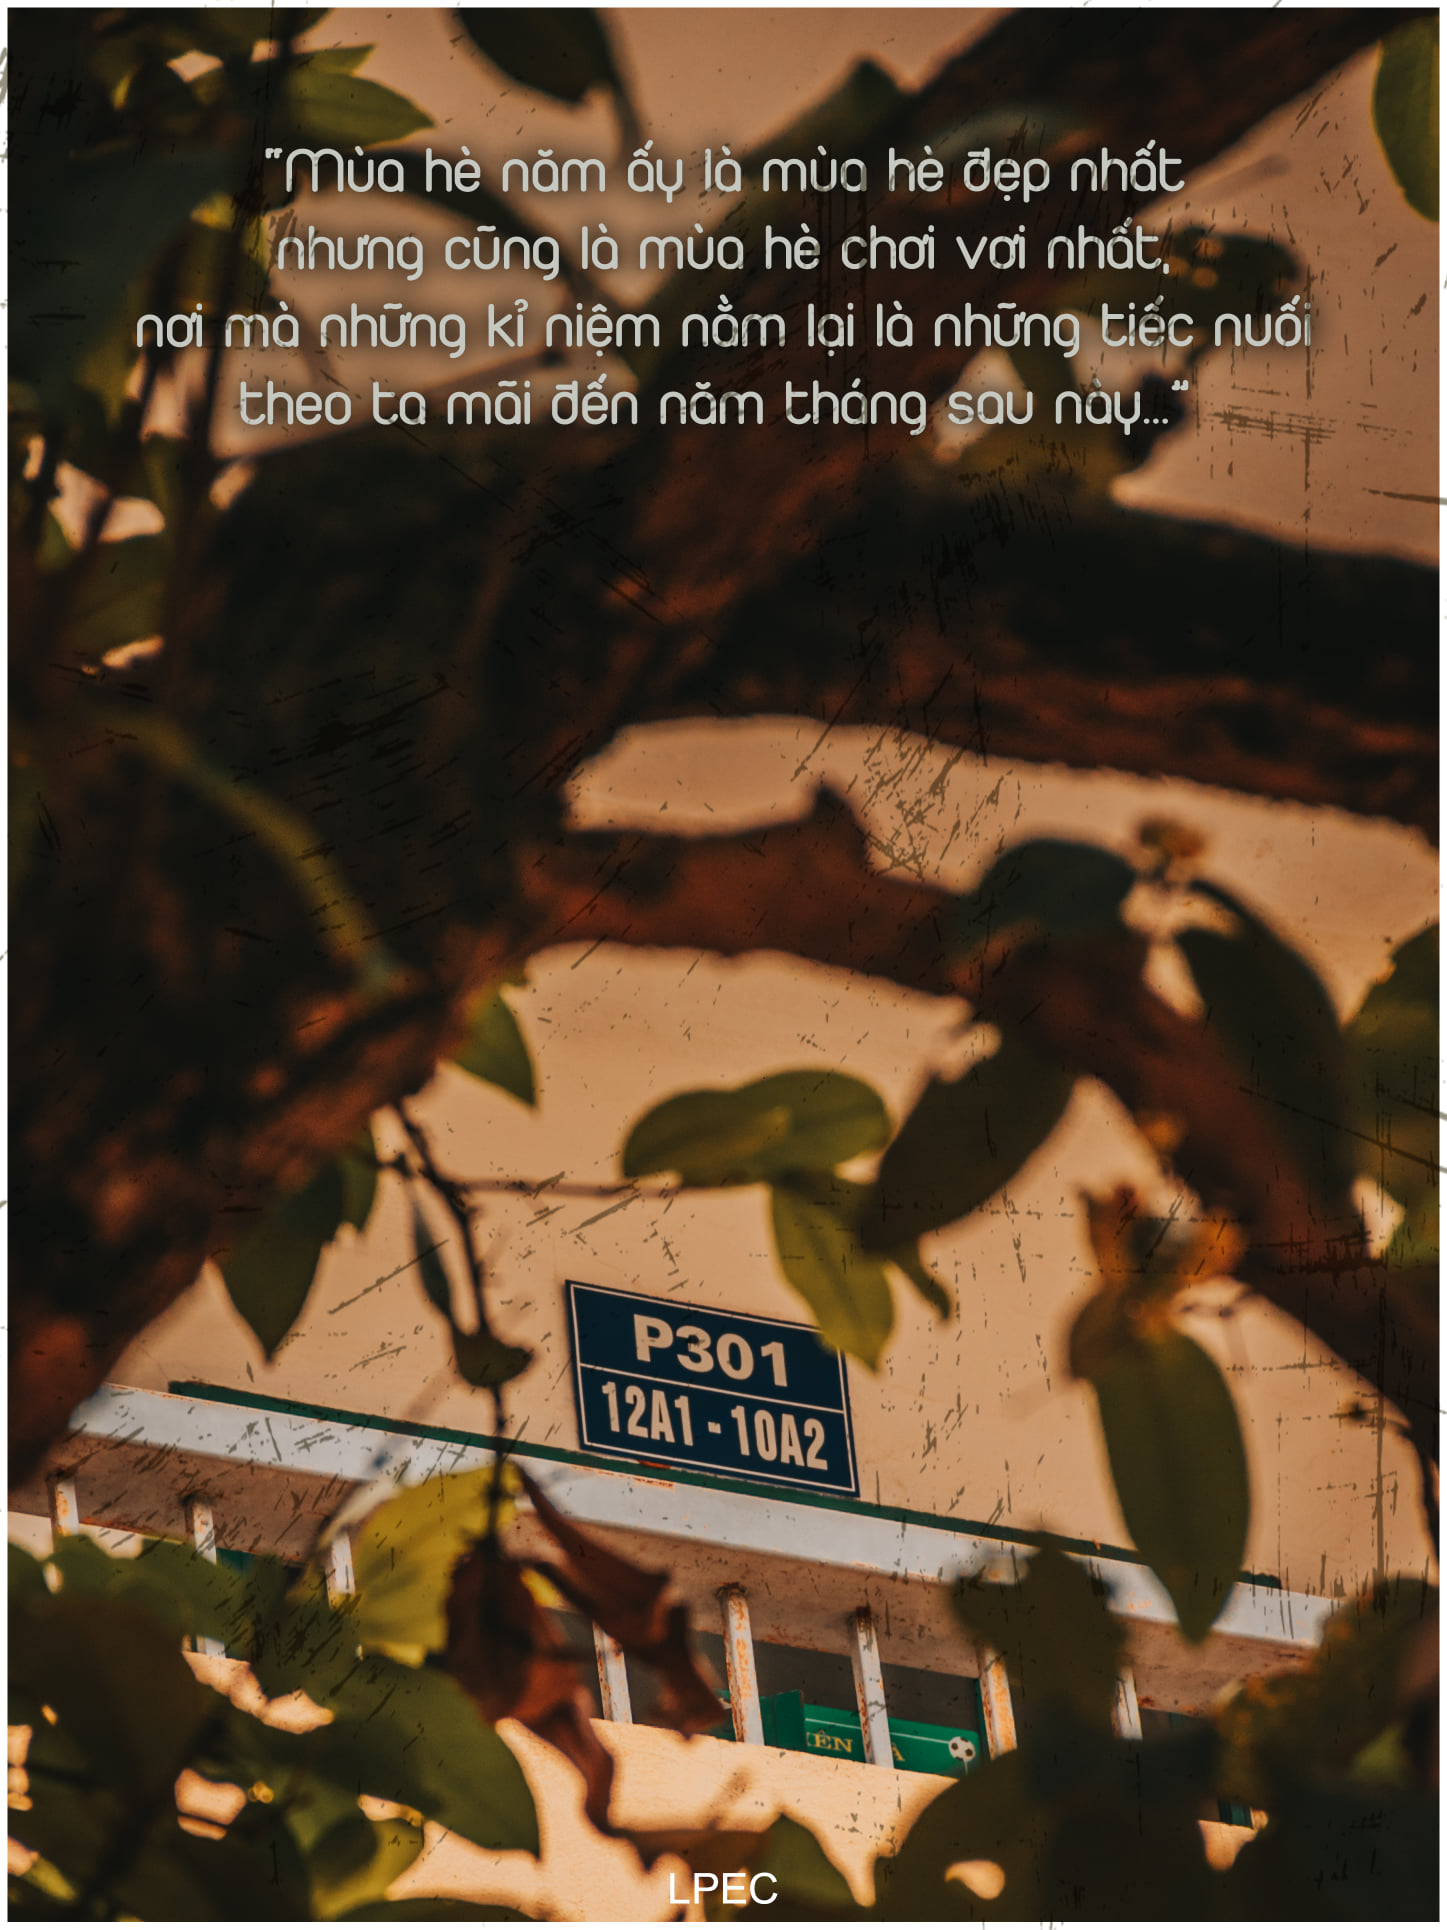 "Mùa hè năm ấy là mùa hè đẹp nhất
nhưng cũng là mùa hè chơi vơi nhất,
nơi mà những kỉ niệm nằm lại là những tiếc nuối
theo ta mãi đến năm tháng sau này..."
P301
12A1 - 10A2
LPEC